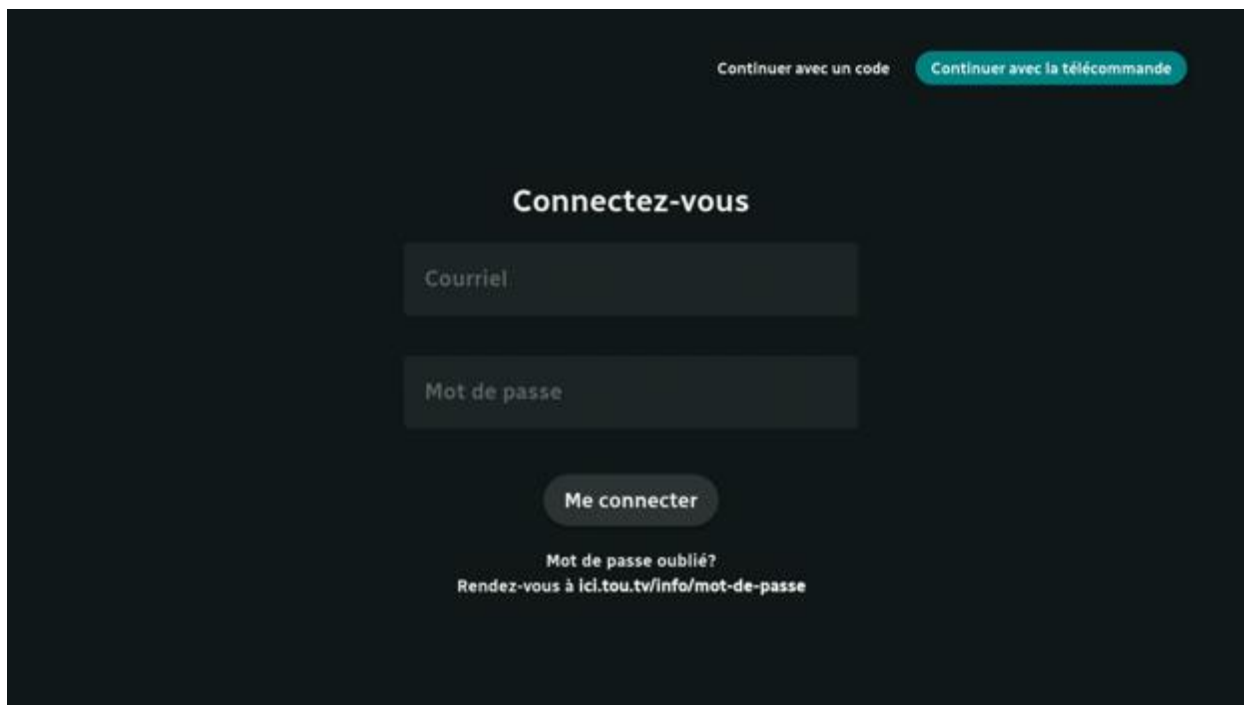 Continuer avec un code
Continuer avec la télécommande
Connectez-vous
Courriel
Mot de passe
Me connecter
Mot de passe oublié?
Rendez-vous à ici.tou.tv/info/mot-de-passe